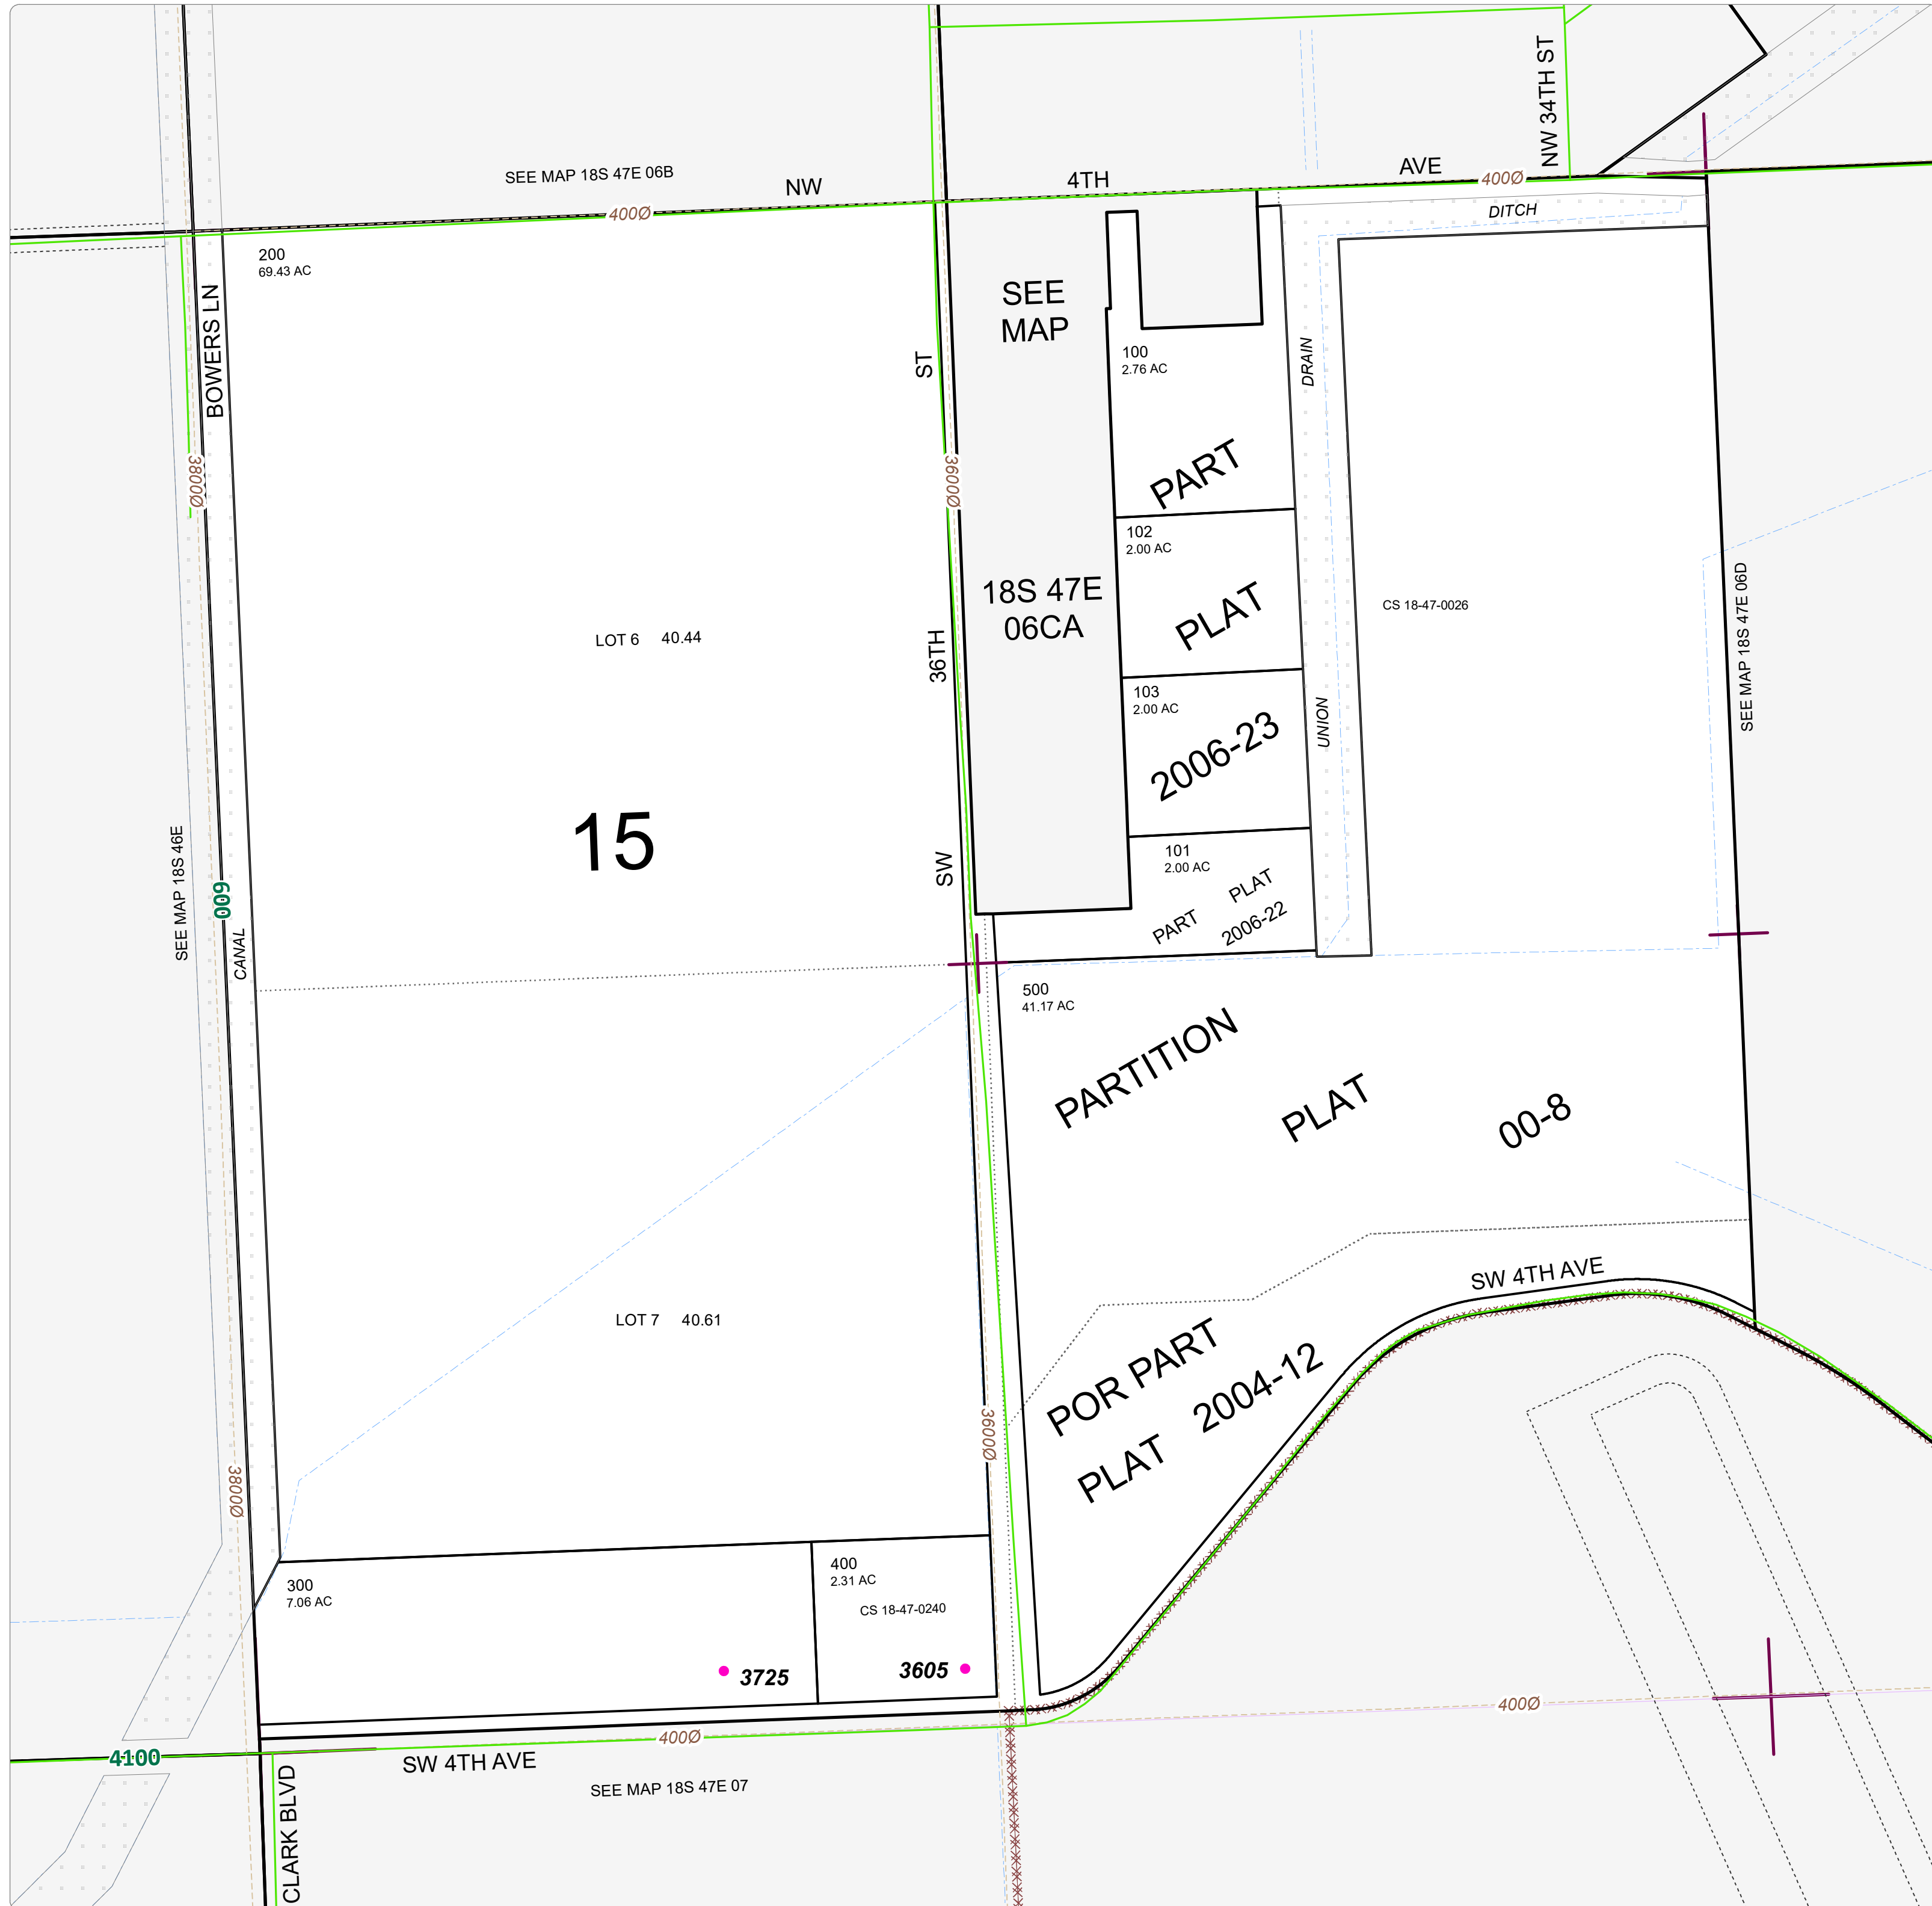 NW 34TH ST
SEE MAP 18S 47E 06B
NW
4TH
AVE
400Ø
400Ø
DITCH
200
69.43 AC
BOWERS LN
SEE
MAP
ST
DRAIN
100
2.76 AC
3800Ø
3600Ø
PART
102
2.00 AC
18S 47E
06CA
CS 18-47-0026
SEE MAP 18S 47E 06D
PLAT
LOT 6 40.44
36TH
103
2.00 AC
UNION
2006-23
15
SW
101
2.00 AC
PLAT
PART
2006-22
SEE MAP 18S 46E
600
CANAL
500
41.17 AC
PARTITION
PLAT
00-8
SW 4TH AVE
LOT 7 40.61
POR PART
PLAT 2004-12
3600Ø
3800Ø
300
7.06 AC
400
2.31 AC
CS 18-47-0240
3725
3605
400Ø
400Ø
4100
SW 4TH AVE
SEE MAP 18S 47E 07
CLARK BLVD